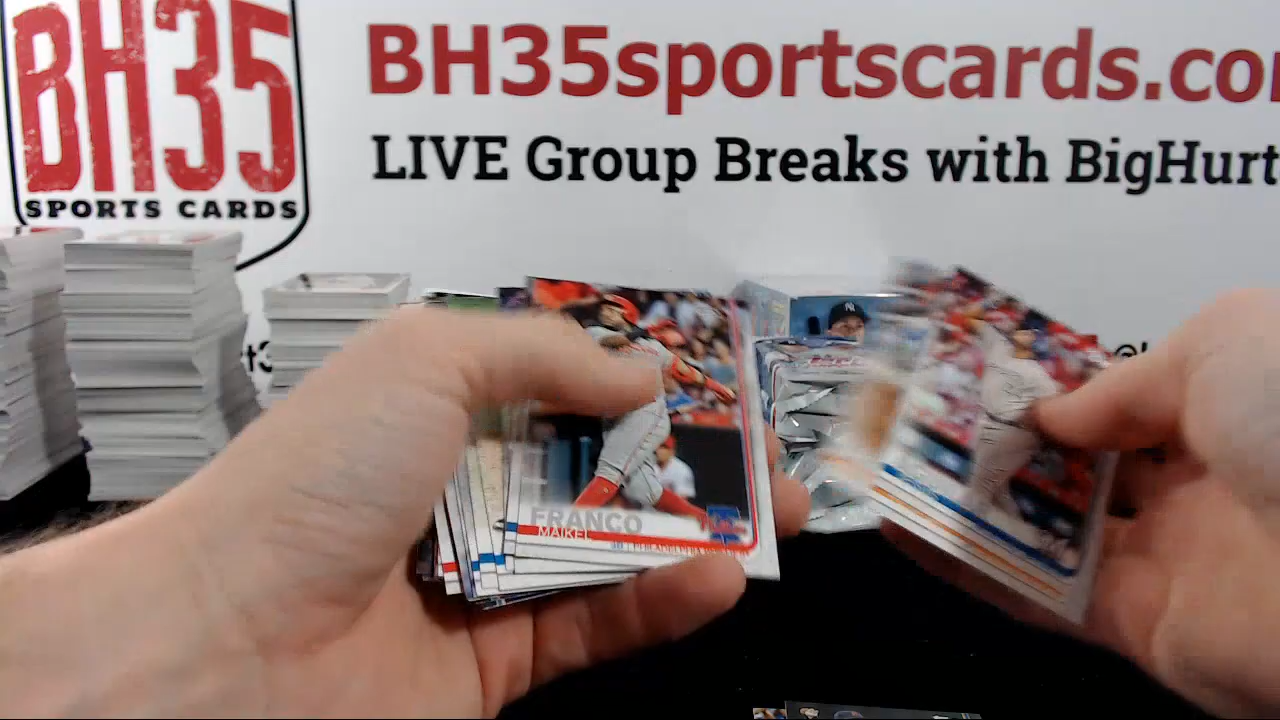 BH35
SPORTS CARDS
BH35sportscards.co
LIVE Group Breaks with BigHurt
FRANCO
MAIKEL